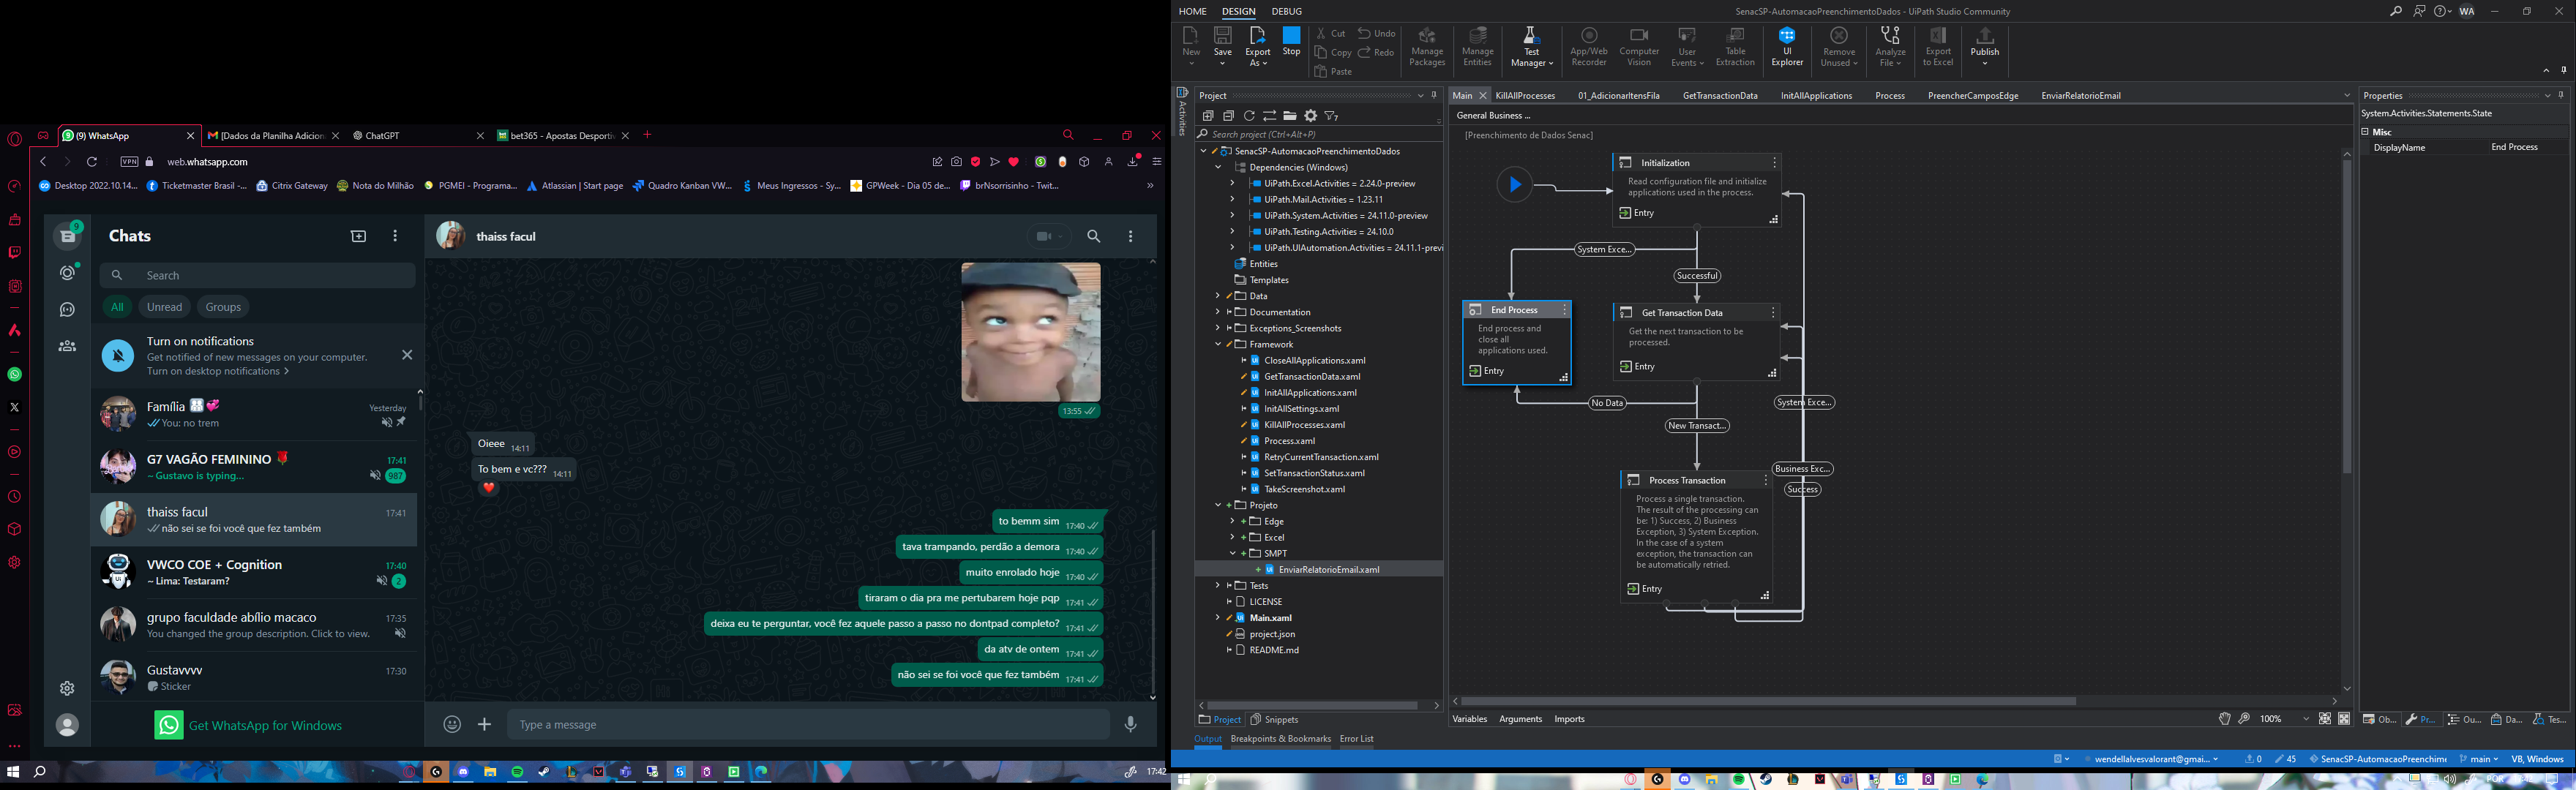 (9) WhatsApp
[Dados da Planilha Adicion
ChatGPT
bet365 - Apostas Desportiv
VPN
web.whatsapp.com
Desktop 2022.10.14...
Ticketmaster Brasil -...
Citrix Gateway
Nota do Milhão
PGMEI - Programa...
Atlassian | Start page
Quadro Kanban VW...
Meus Ingressos - Sy...
GPWeek - Dia 05 de...
brNsorrisinho - Twit...
9
Chats
Search
All
Unread
Groups
Turn on notifications
Get notified of new messages on your computer.
Turn on desktop notifications >
Família
Yesterday
You: no trem
G7 VAGÃO FEMININO
17:41
~ Gustavo is typing...
987
thaiss facul
17:41
não sei se foi você que fez também
VWCO COE + Cognition
17:40
~ Lima: Testaram?
2
grupo faculdade abílio macaco
17:35
You changed the group description. Click to view.
Gustavvvv
17:30
Sticker
Get WhatsApp for Windows
thaiss facul
13:55
Oieee
14:11
To bem e vc???
14:11
to bemm sim
17:40
tava trampando, perdão a demora
17:40
muito enrolado hoje
17:40
tiraram o dia pra me pertubarem hoje pqp
17:41
deixa eu te perguntar, você fez aquele passo a passo no dontpad completo?
17:41
da atv de ontem
17:41
não sei se foi você que fez também
17:41
Type a message
17:42
HOME
DESIGN
DEBUG
SenacSP-AutomacaoPreenchimentoDados - UiPath Studio Community
WA
New
Save
Export As
Stop
Cut
Copy
Paste
Undo
Redo
Manage Packages
Manage Entities
Test Manager
App/Web Recorder
Computer Vision
User Events
Table Extraction
UI Explorer
Remove Unused
Analyze File
Export to Excel
Publish
Activities
Project
Search project (Ctrl+Alt+P)
SenacSP-AutomacaoPreenchimentoDados
Dependencies (Windows)
UiPath.Excel.Activities = 2.24.0-preview
UiPath.Mail.Activities = 1.23.11
UiPath.System.Activities = 24.11.0-preview
UiPath.Testing.Activities = 24.10.0
UiPath.UIAutomation.Activities = 24.11.1-previ
Entities
Templates
Data
Documentation
Exceptions_Screenshots
Framework
CloseAllApplications.xaml
GetTransactionData.xaml
InitAllApplications.xaml
InitAllSettings.xaml
KillAllProcesses.xaml
Process.xaml
RetryCurrentTransaction.xaml
SetTransactionStatus.xaml
TakeScreenshot.xaml
Projeto
Edge
Excel
SMPT
EnviarRelatorioEmail.xaml
Tests
LICENSE
Main.xaml
project.json
README.md
Project
Snippets
Output
Breakpoints & Bookmarks
Error List
Main
KillAllProcesses
01_AdicionarItensFila
GetTransactionData
InitAllApplications
Process
PreencherCamposEdge
EnviarRelatorioEmail
General Business ...
[Preenchimento de Dados Senac]
Initialization
Read configuration file and initialize
applications used in the process.
Entry
System Exce...
Successful
End Process
End process and
close all
applications used.
Entry
Get Transaction Data
Get the next transaction to be
processed.
Entry
No Data
System Exce...
New Transact...
Business Exc...
Success
Process Transaction
Process a single transaction.
The result of the processing can
be: 1) Success, 2) Business
Exception, 3) System Exception.
In the case of a system
exception, the transaction can
be automatically retried.
Entry
Variables
Arguments
Imports
100%
Properties
System.Activities.Statements.State
Misc
DisplayName
End Process
Ob...
Pr...
Ou...
Da...
Tes...
wendellalvesvalorant@gmai...
0
45
SenacSP-AutomacaoPreenchime
main
VB, Windows
POR